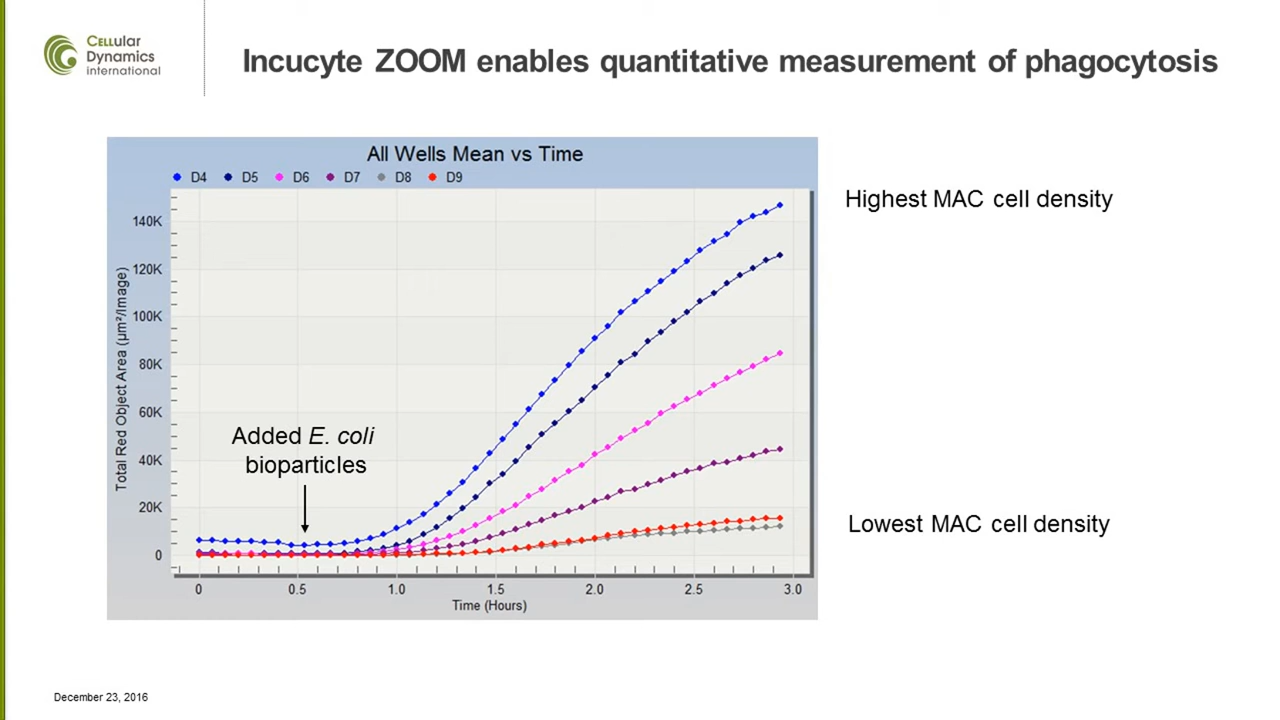 CELLular
Dynamics
international
Incucyte ZOOM enables quantitative measurement of phagocytosis
All Wells Mean vs Time
D4 D5 D6 D7 D8 D9
Total Red Object Area (µm²/Image)
140K
120K
100K
80K
60K
40K
20K
0
Added E. coli
bioparticles
0 0.5 1.0 1.5 2.0 2.5 3.0
Time (Hours)
Highest MAC cell density
Lowest MAC cell density
December 23, 2016